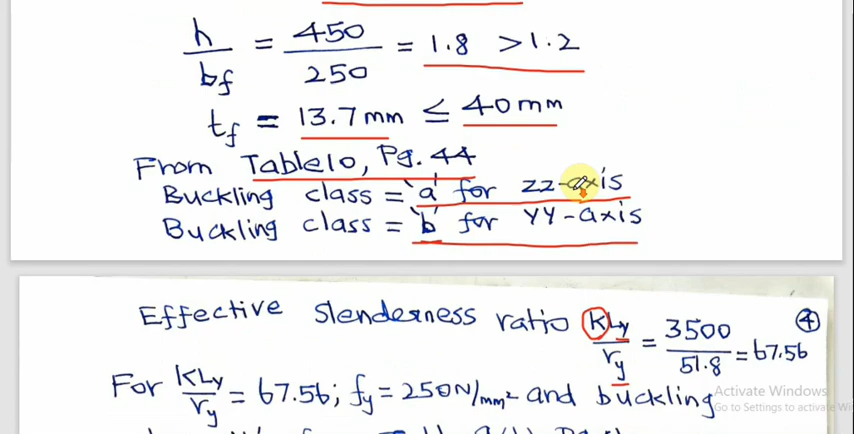 h/bf = 450/250 = 1.8 > 1.2
tf = 13.7mm ≤ 40mm
From Table10, Pg. 44
Buckling class = 'a' for zz-axis
Buckling class = 'b' for YY-axis
④
Effective Slenderness ratio KLy/ry = 3500/51.8 = 67.56
For KLy/ry = 67.56; fy = 250N/mm² and buckling
Activate Windows
Go to Settings to activate Wi